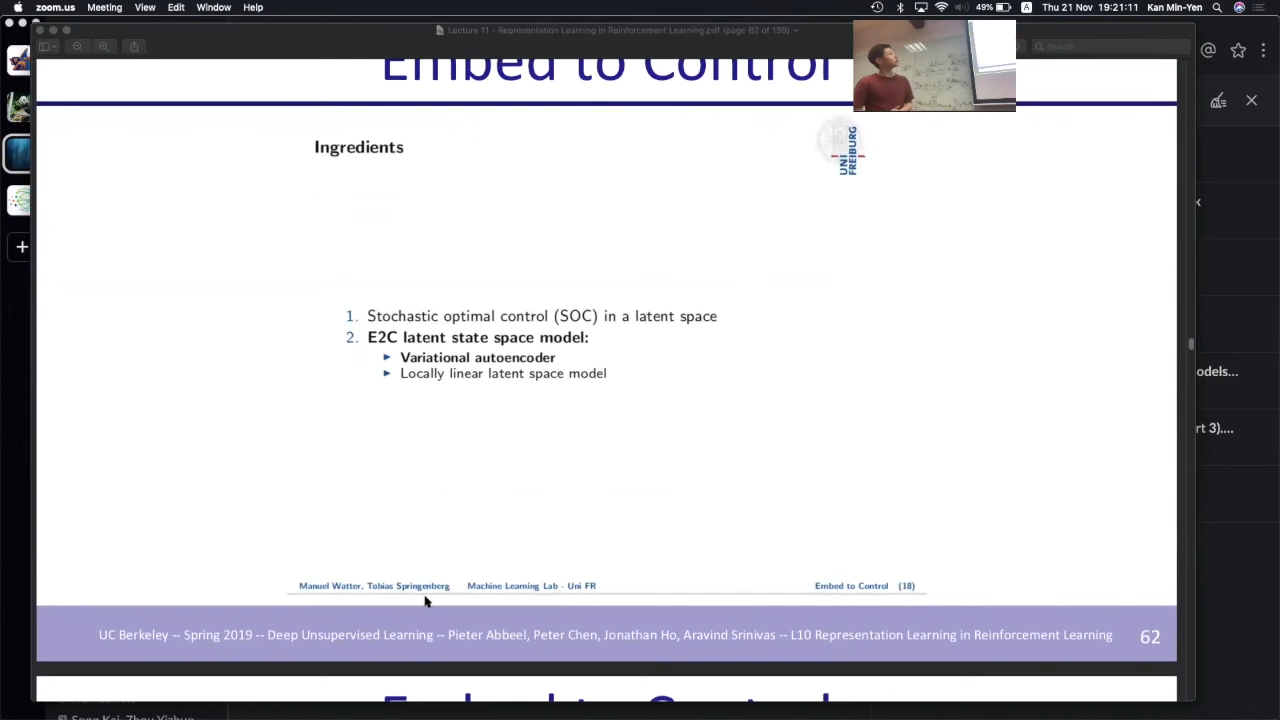 zoom.us Meeting View Edit Window Help
49% A Thu 21 Nov 19:21:11 Kan Min-Yen
Lecture 11 - Representation Learning in Reinforcement Learning.pdf (page 62 of 139)
Search
Embed to Control
Ingredients
UNI
FREIBURG
1. Stochastic optimal control (SOC) in a latent space
2. E2C latent state space model:
▶ Variational autoencoder
▶ Locally linear latent space model
odels...
rt 3)....
Manuel Watter, Tobias Springenberg Machine Learning Lab - Uni FR Embed to Control (18)
UC Berkeley -- Spring 2019 -- Deep Unsupervised Learning -- Pieter Abbeel, Peter Chen, Jonathan Ho, Aravind Srinivas -- L10 Representation Learning in Reinforcement Learning 62